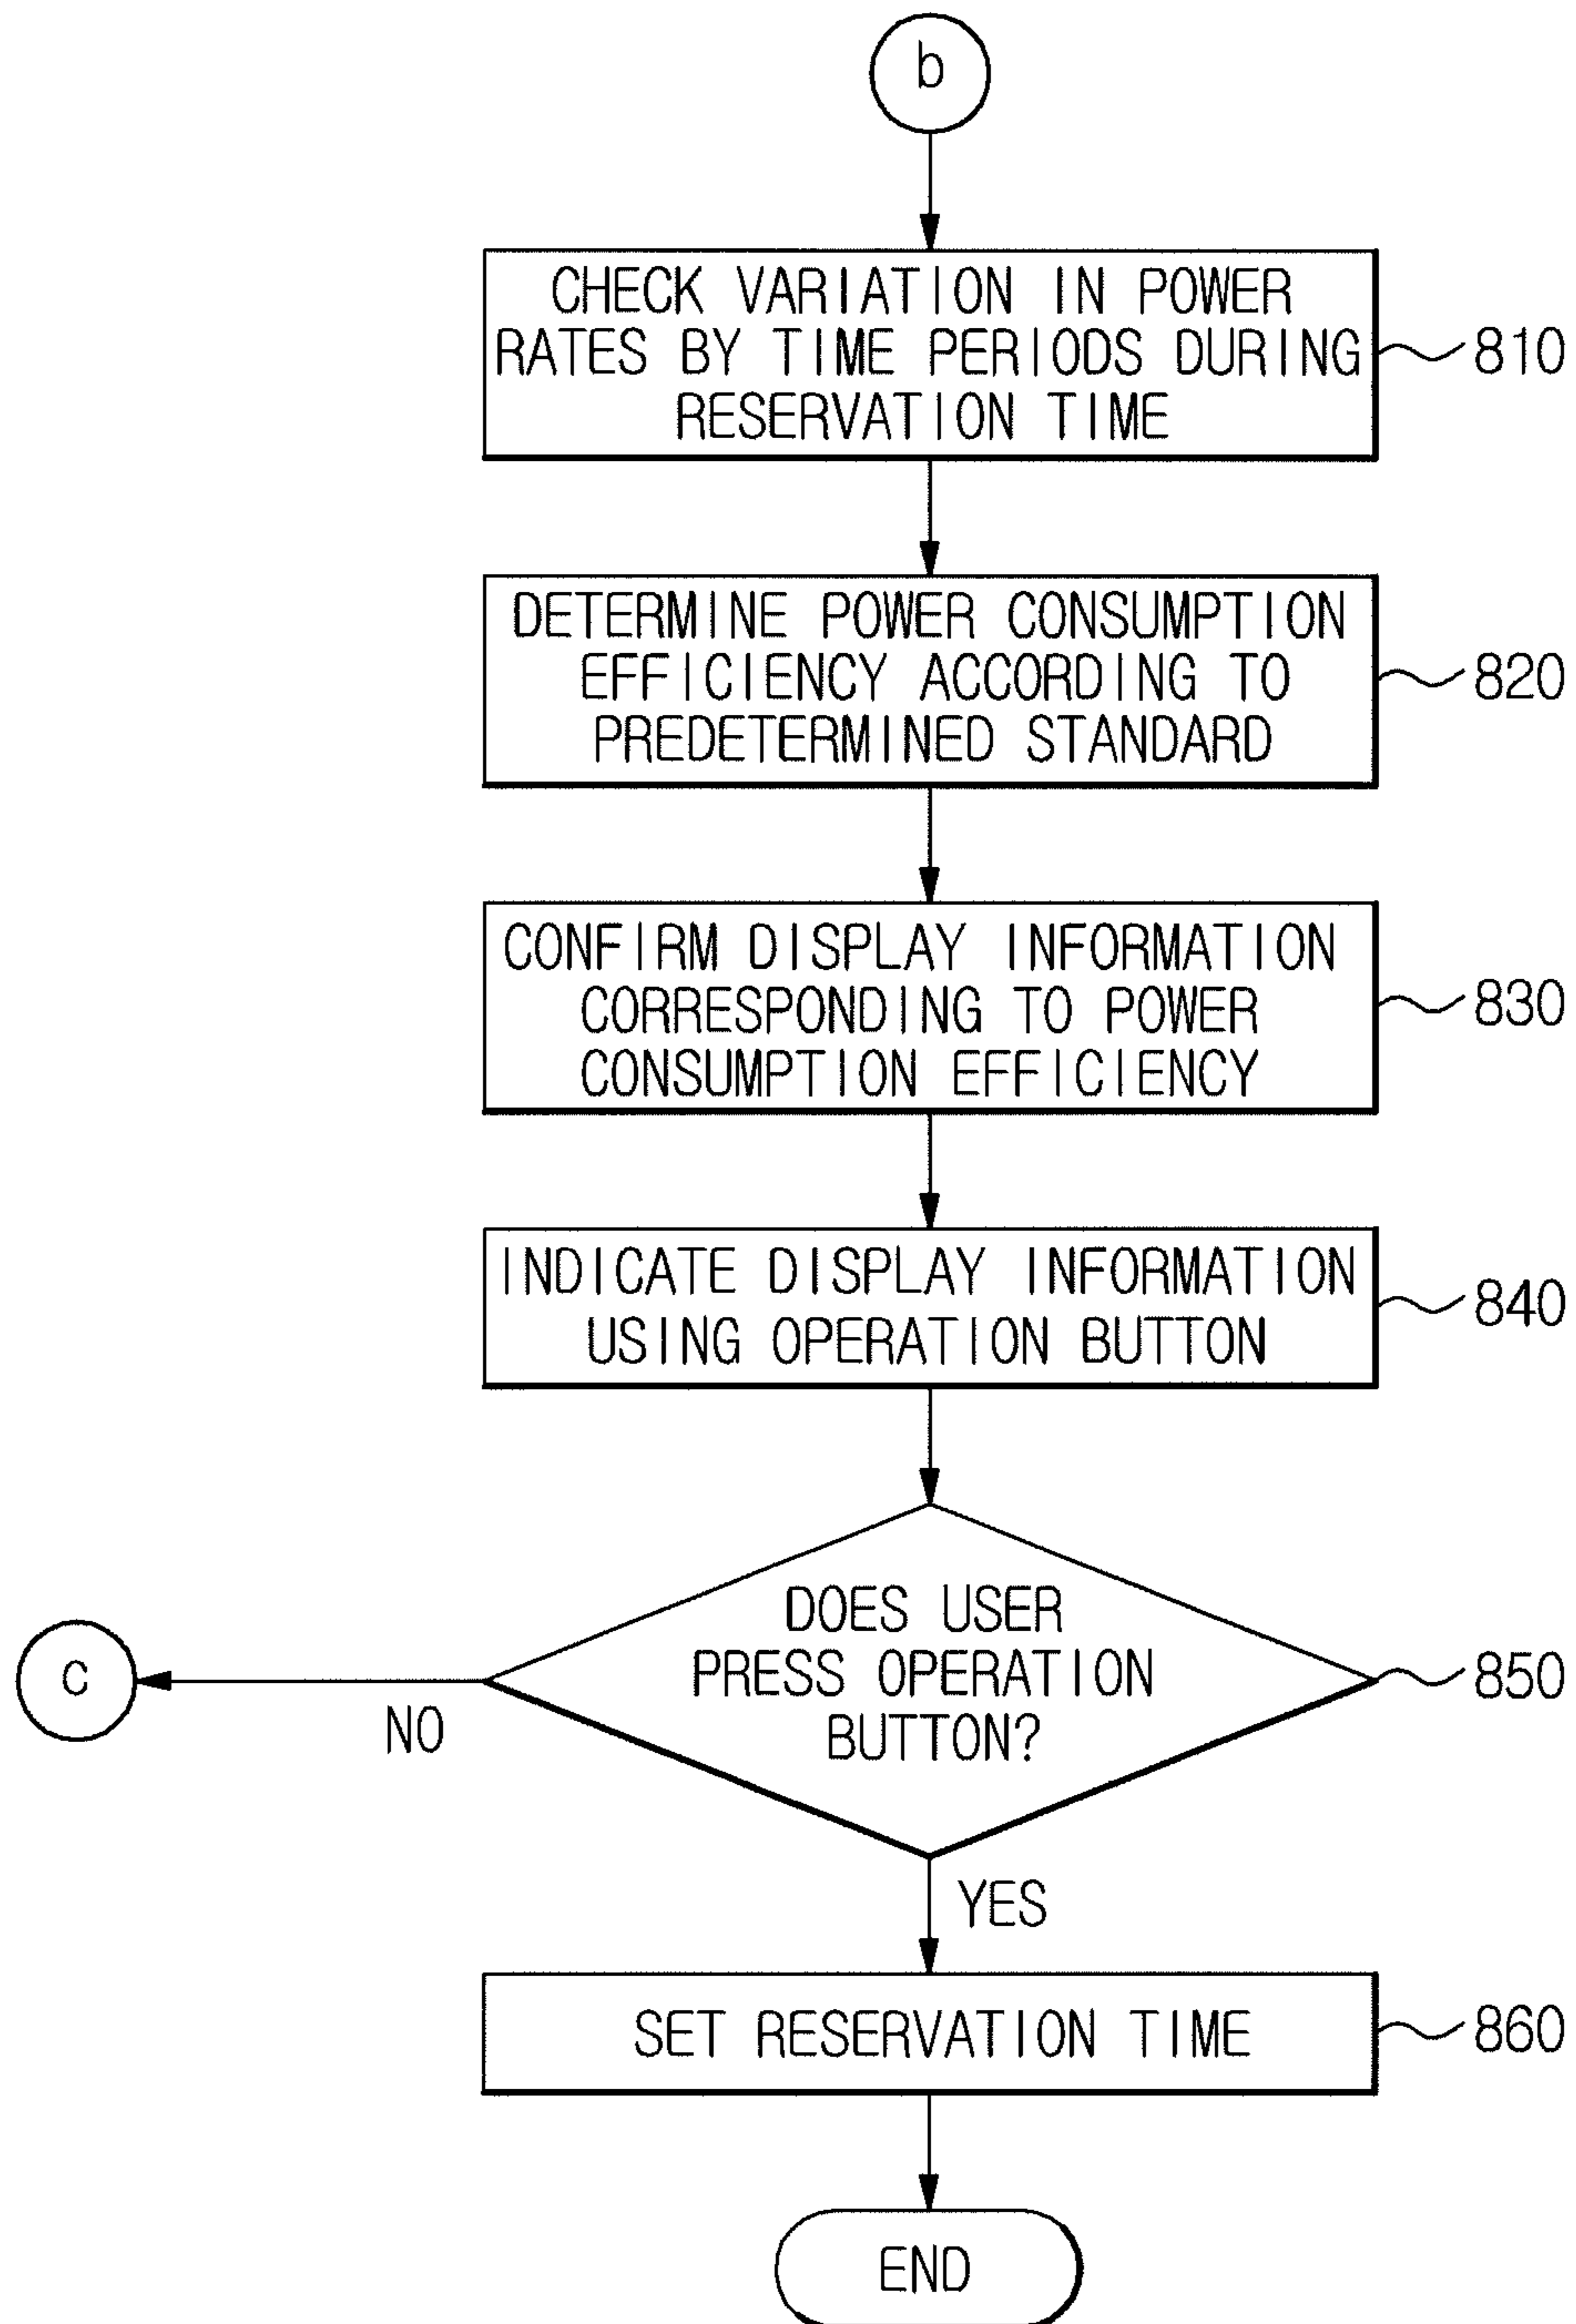 b
CHECK VARIATION IN POWER
RATES BY TIME PERIODS DURING
RESERVATION TIME
810
DETERMINE POWER CONSUMPTION
EFFICIENCY ACCORDING TO
PREDETERMINED STANDARD
820
CONFIRM DISPLAY INFORMATION
CORRESPONDING TO POWER
CONSUMPTION EFFICIENCY
830
INDICATE DISPLAY INFORMATION
USING OPERATION BUTTON
840
DOES USER
PRESS OPERATION
BUTTON?
850
c
NO
YES
SET RESERVATION TIME
860
END